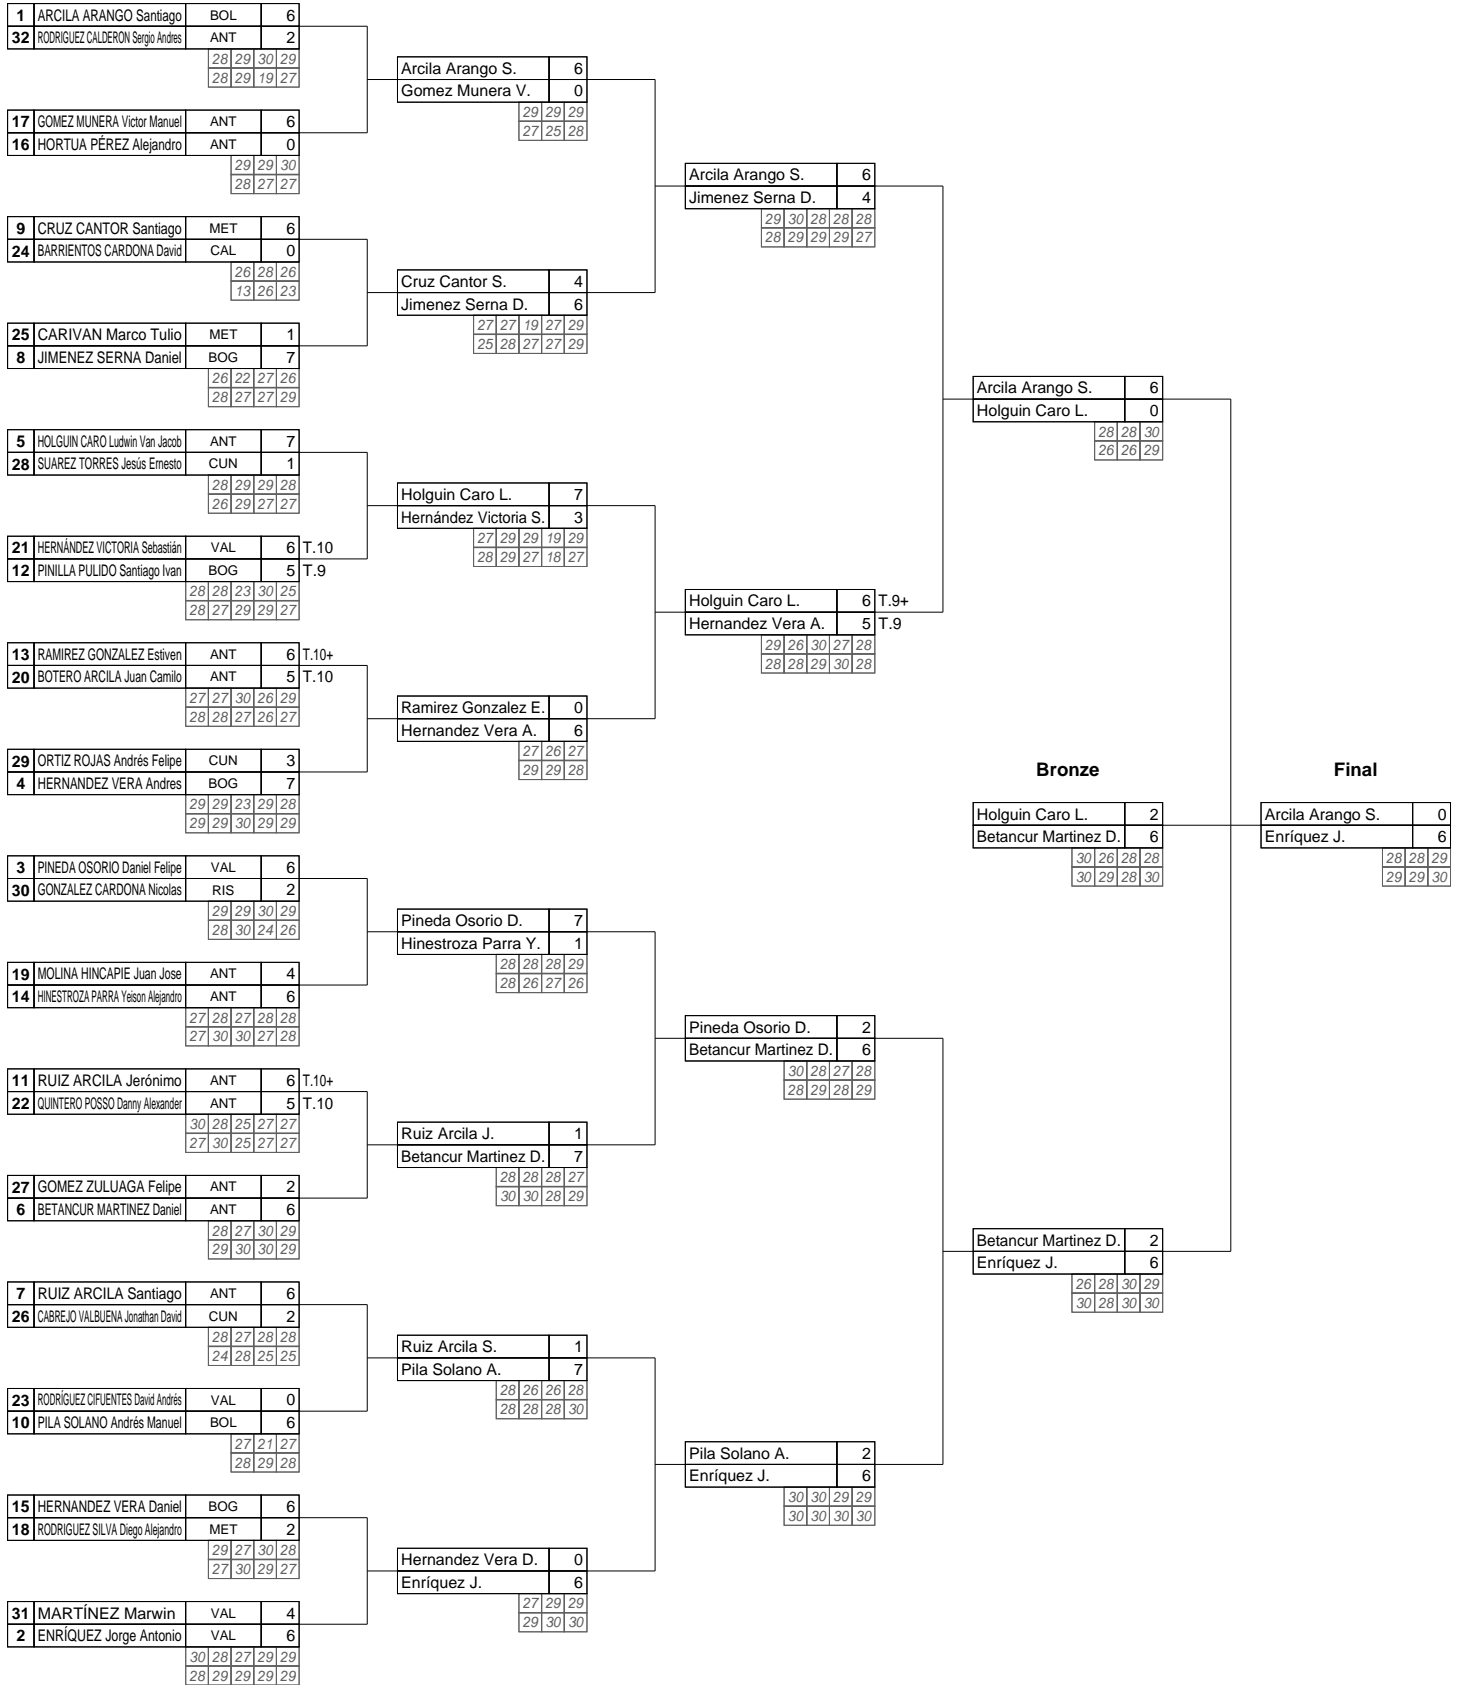 1 ARCILA ARANGO Santiago BOL 6
32 RODRIGUEZ CALDERON Sergio Andres ANT 2
28 29 30 29
28 29 19 27
17 GOMEZ MUNERA Victor Manuel ANT 6
16 HORTUA PÉREZ Alejandro ANT 0
29 29 30
28 27 27
9 CRUZ CANTOR Santiago MET 6
24 BARRIENTOS CARDONA David CAL 0
26 28 26
13 26 23
25 CARIVAN Marco Tulio MET 1
8 JIMENEZ SERNA Daniel BOG 7
26 22 27 26
28 27 27 29
5 HOLGUIN CARO Ludwin Van Jacob ANT 7
28 SUAREZ TORRES Jesús Ernesto CUN 1
28 29 29 28
26 29 27 27
21 HERNÁNDEZ VICTORIA Sebastián VAL 6 T.10
12 PINILLA PULIDO Santiago Ivan BOG 5 T.9
28 28 23 30 25
28 27 29 29 27
13 RAMIREZ GONZALEZ Estiven ANT 6 T.10+
20 BOTERO ARCILA Juan Camilo ANT 5 T.10
27 27 30 26 29
28 28 27 26 27
29 ORTIZ ROJAS Andrés Felipe CUN 3
4 HERNANDEZ VERA Andres BOG 7
29 29 23 29 28
29 29 30 29 29
3 PINEDA OSORIO Daniel Felipe VAL 6
30 GONZALEZ CARDONA Nicolas RIS 2
29 29 30 29
28 30 24 26
19 MOLINA HINCAPIE Juan Jose ANT 4
14 HINESTROZA PARRA Yeison Alejandro ANT 6
27 28 27 28 28
27 30 30 27 28
11 RUIZ ARCILA Jerónimo ANT 6 T.10+
22 QUINTERO POSSO Danny Alexander ANT 5 T.10
30 28 25 27 27
27 30 25 27 27
27 GOMEZ ZULUAGA Felipe ANT 2
6 BETANCUR MARTINEZ Daniel ANT 6
28 27 30 29
29 30 30 29
7 RUIZ ARCILA Santiago ANT 6
26 CABREJO VALBUENA Jonathan David CUN 2
28 27 28 28
24 28 25 25
23 RODRÍGUEZ CIFUENTES David Andrés VAL 0
10 PILA SOLANO Andrés Manuel BOL 6
27 21 27
28 29 28
15 HERNANDEZ VERA Daniel BOG 6
18 RODRIGUEZ SILVA Diego Alejandro MET 2
29 27 30 28
27 30 29 27
31 MARTÍNEZ Marwin VAL 4
2 ENRÍQUEZ Jorge Antonio VAL 6
30 28 27 29 29
28 29 29 29 29
Arcila Arango S. 6
Gomez Munera V. 0
29 29 29
27 25 28
Cruz Cantor S. 4
Jimenez Serna D. 6
27 27 19 27 29
25 28 27 27 29
Holguin Caro L. 7
Hernández Victoria S. 3
27 29 29 19 29
28 29 27 18 27
Ramirez Gonzalez E. 0
Hernandez Vera A. 6
27 26 27
29 29 28
Pineda Osorio D. 7
Hinestroza Parra Y. 1
28 28 28 29
28 26 27 26
Ruiz Arcila J. 1
Betancur Martinez D. 7
28 28 28 27
30 30 28 29
Ruiz Arcila S. 1
Pila Solano A. 7
28 26 26 28
28 28 28 30
Hernandez Vera D. 0
Enríquez J. 6
27 29 29
29 30 30
Arcila Arango S. 6
Jimenez Serna D. 4
29 30 28 28 28
28 29 29 29 27
Holguin Caro L. 6 T.9+
Hernandez Vera A. 5 T.9
29 26 30 27 28
28 28 29 30 28
Pineda Osorio D. 2
Betancur Martinez D. 6
30 28 27 28
28 29 28 29
Pila Solano A. 2
Enríquez J. 6
30 30 29 29
30 30 30 30
Arcila Arango S. 6
Holguin Caro L. 0
28 28 30
26 26 29
Bronze
Holguin Caro L. 2
Betancur Martinez D. 6
30 26 28 28
30 29 28 30
Betancur Martinez D. 2
Enríquez J. 6
26 28 30 29
30 28 30 30
Final
Arcila Arango S. 0
Enríquez J. 6
28 28 29
29 29 30